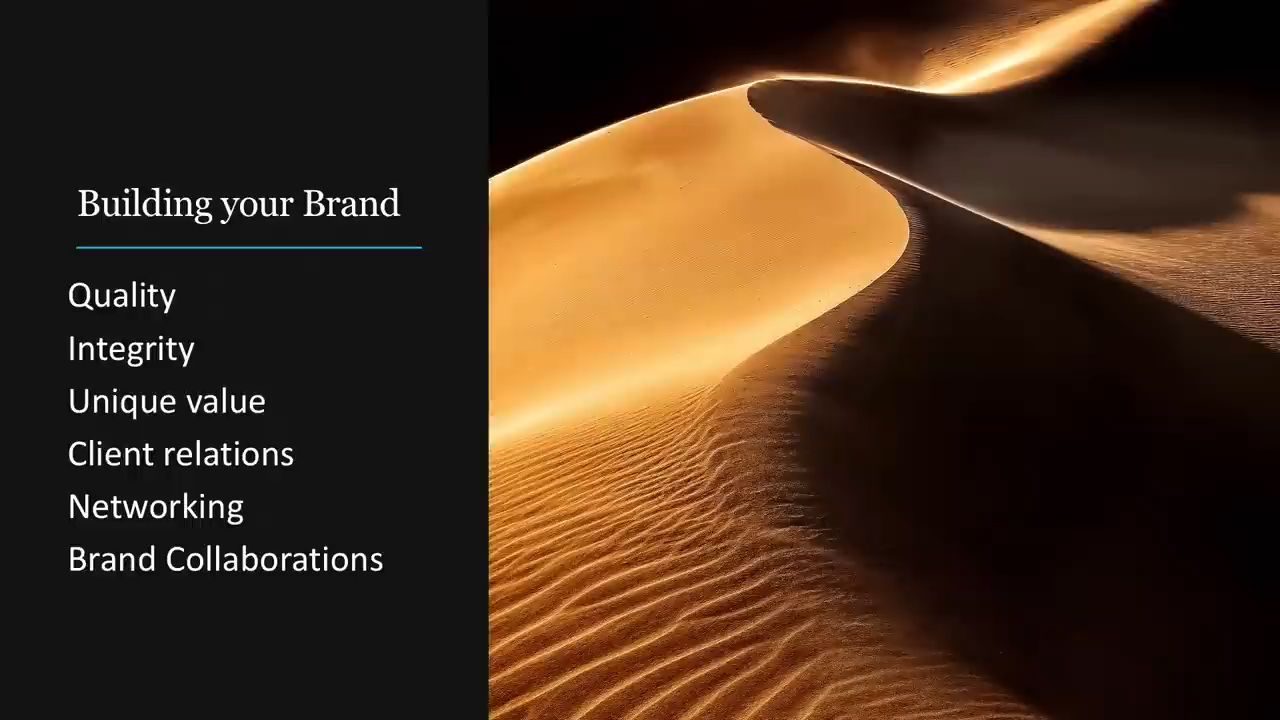 Building your Brand
Quality
Integrity
Unique value
Client relations
Networking
Brand Collaborations